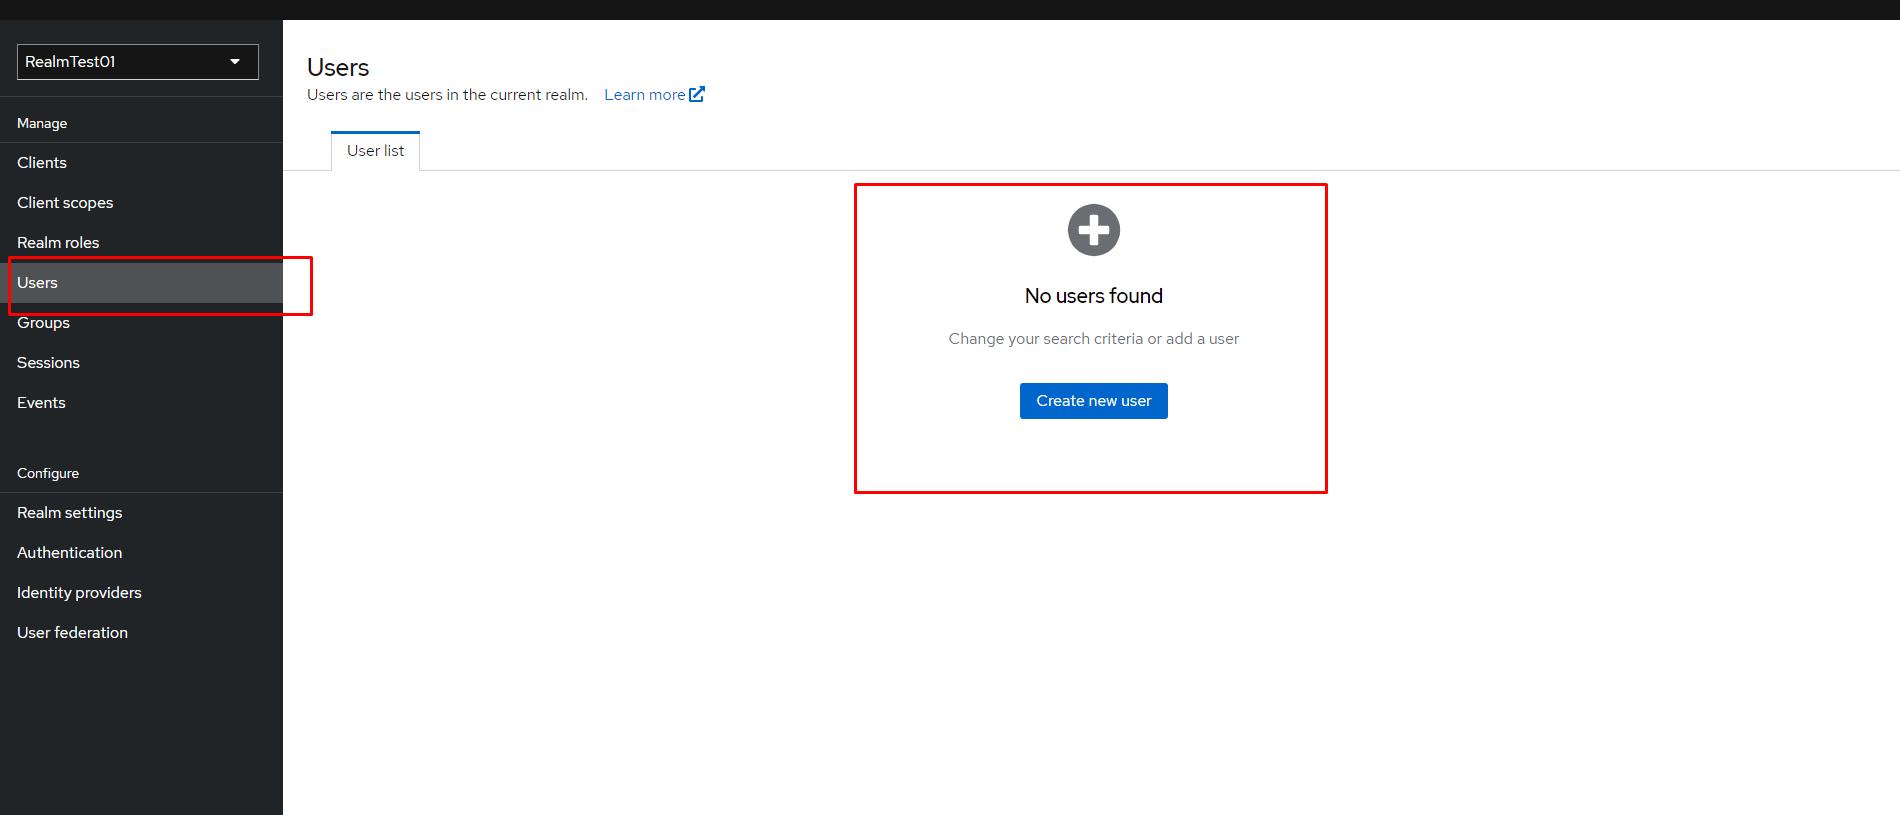 RealmTest01
Manage
Clients
Client scopes
Realm roles
Users
Groups
Sessions
Events
Configure
Realm settings
Authentication
Identity providers
User federation
Users
Users are the users in the current realm. Learn more
User list
No users found
Change your search criteria or add a user
Create new user